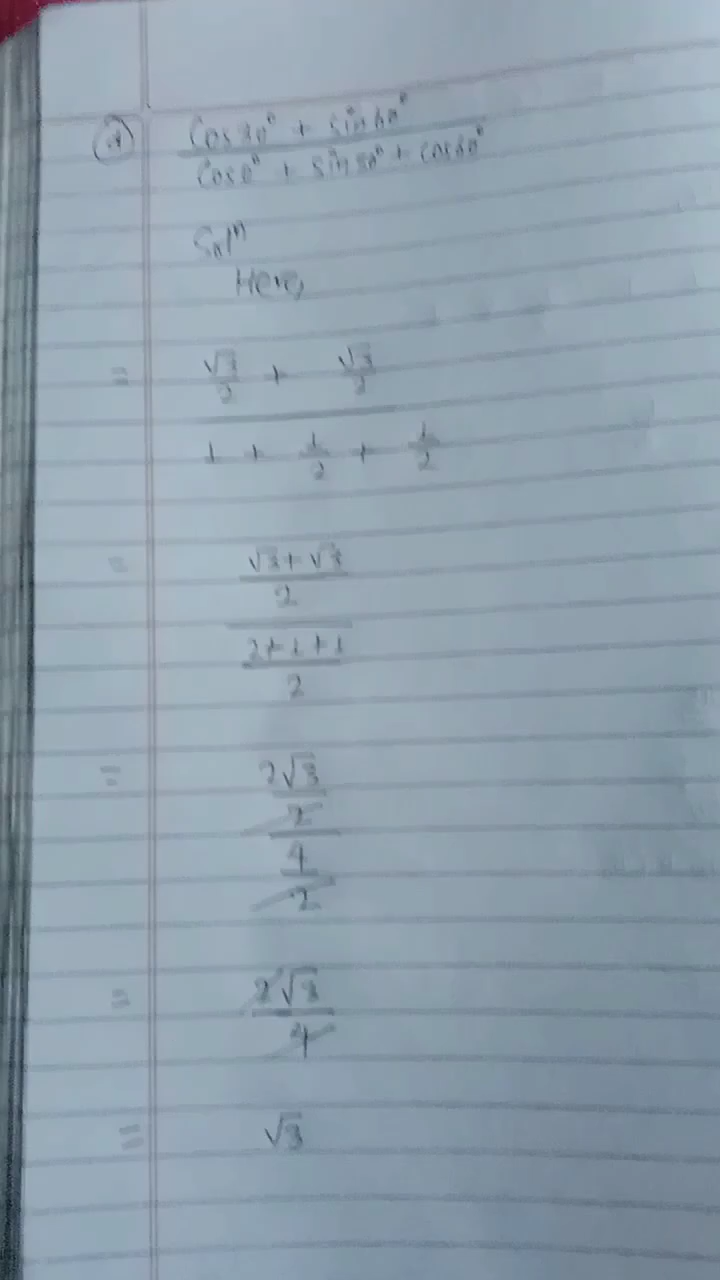 (d) Cos30° + sin60°
Cos0° + sin30° + cos60°
Solⁿ
Here,
= √3/2 + √3/2
1 + 1/2 + 1/2
= √3+√3
2
2+1+1
2
= 2√3
2
4
2
= 2√3
4
= √3